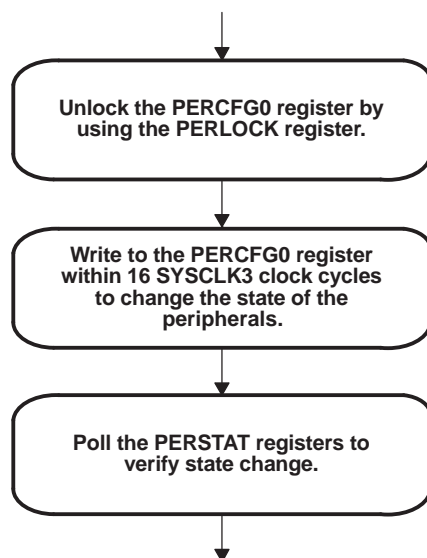 Unlock the PERCFG0 register by
using the PERLOCK register.
Write to the PERCFG0 register
within 16 SYSCLK3 clock cycles
to change the state of the
peripherals.
Poll the PERSTAT registers to
verify state change.